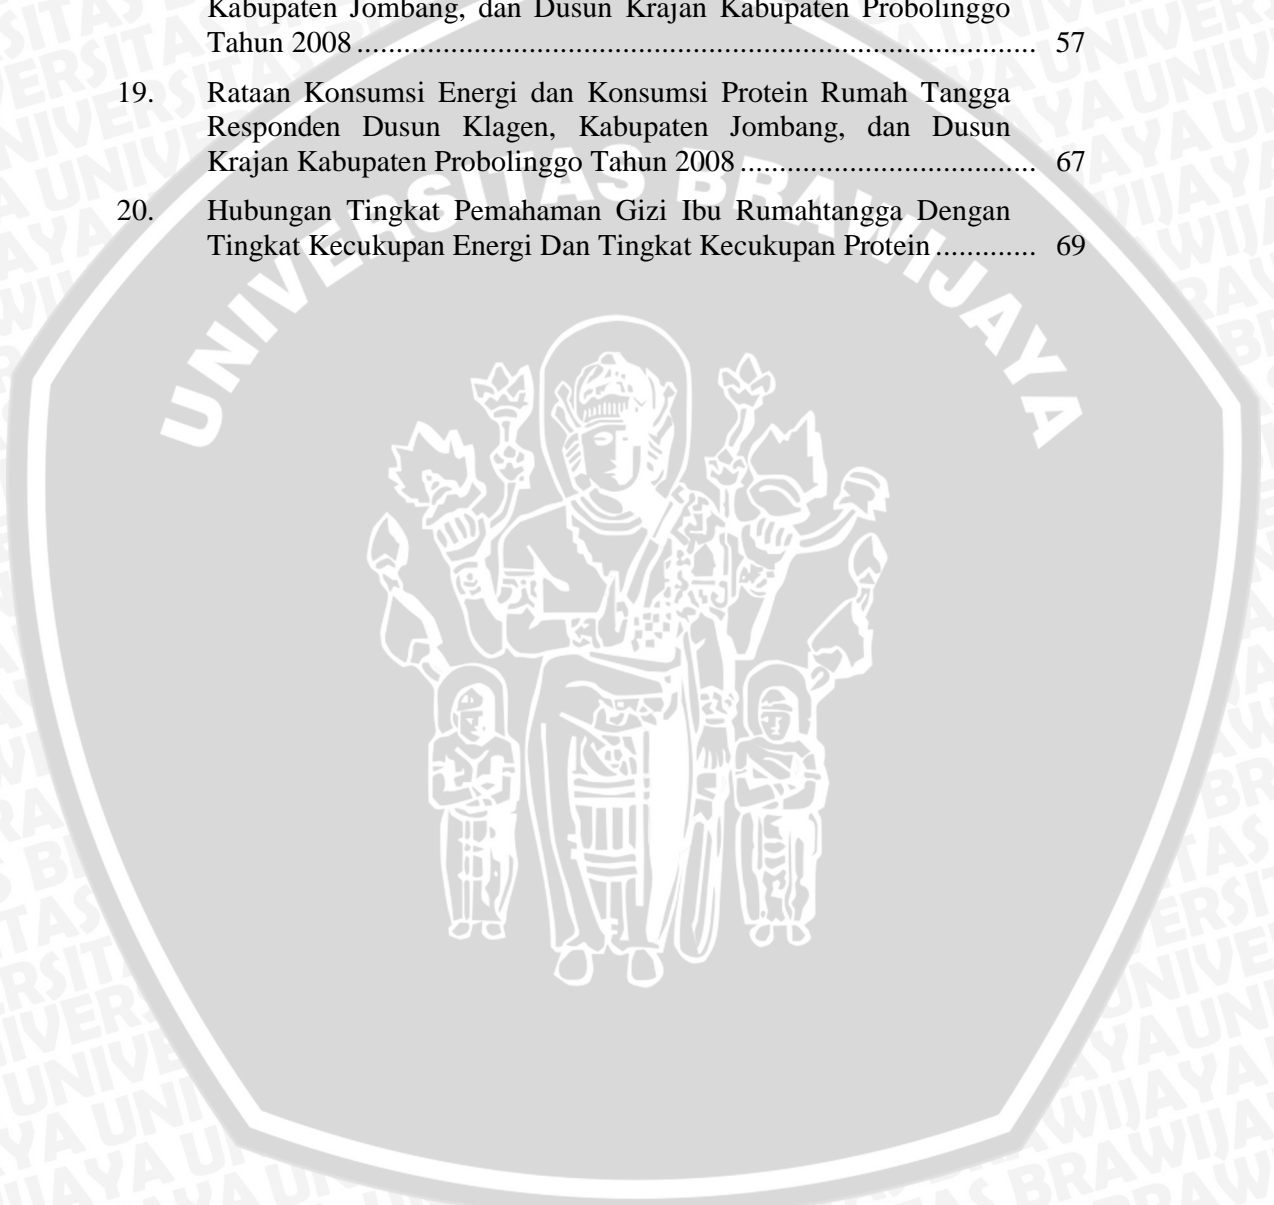 Kabupaten Jombang, dan Dusun Krajan Kabupaten Probolinggo
Tahun 2008 ........................................................................................ 57
19. Rataan Konsumsi Energi dan Konsumsi Protein Rumah Tangga
Responden Dusun Klagen, Kabupaten Jombang, dan Dusun
Krajan Kabupaten Probolinggo Tahun 2008 ...................................... 67
20. Hubungan Tingkat Pemahaman Gizi Ibu Rumahtangga Dengan
Tingkat Kecukupan Energi Dan Tingkat Kecukupan Protein ............. 69
UNIVERSITAS BRAWIJAYA